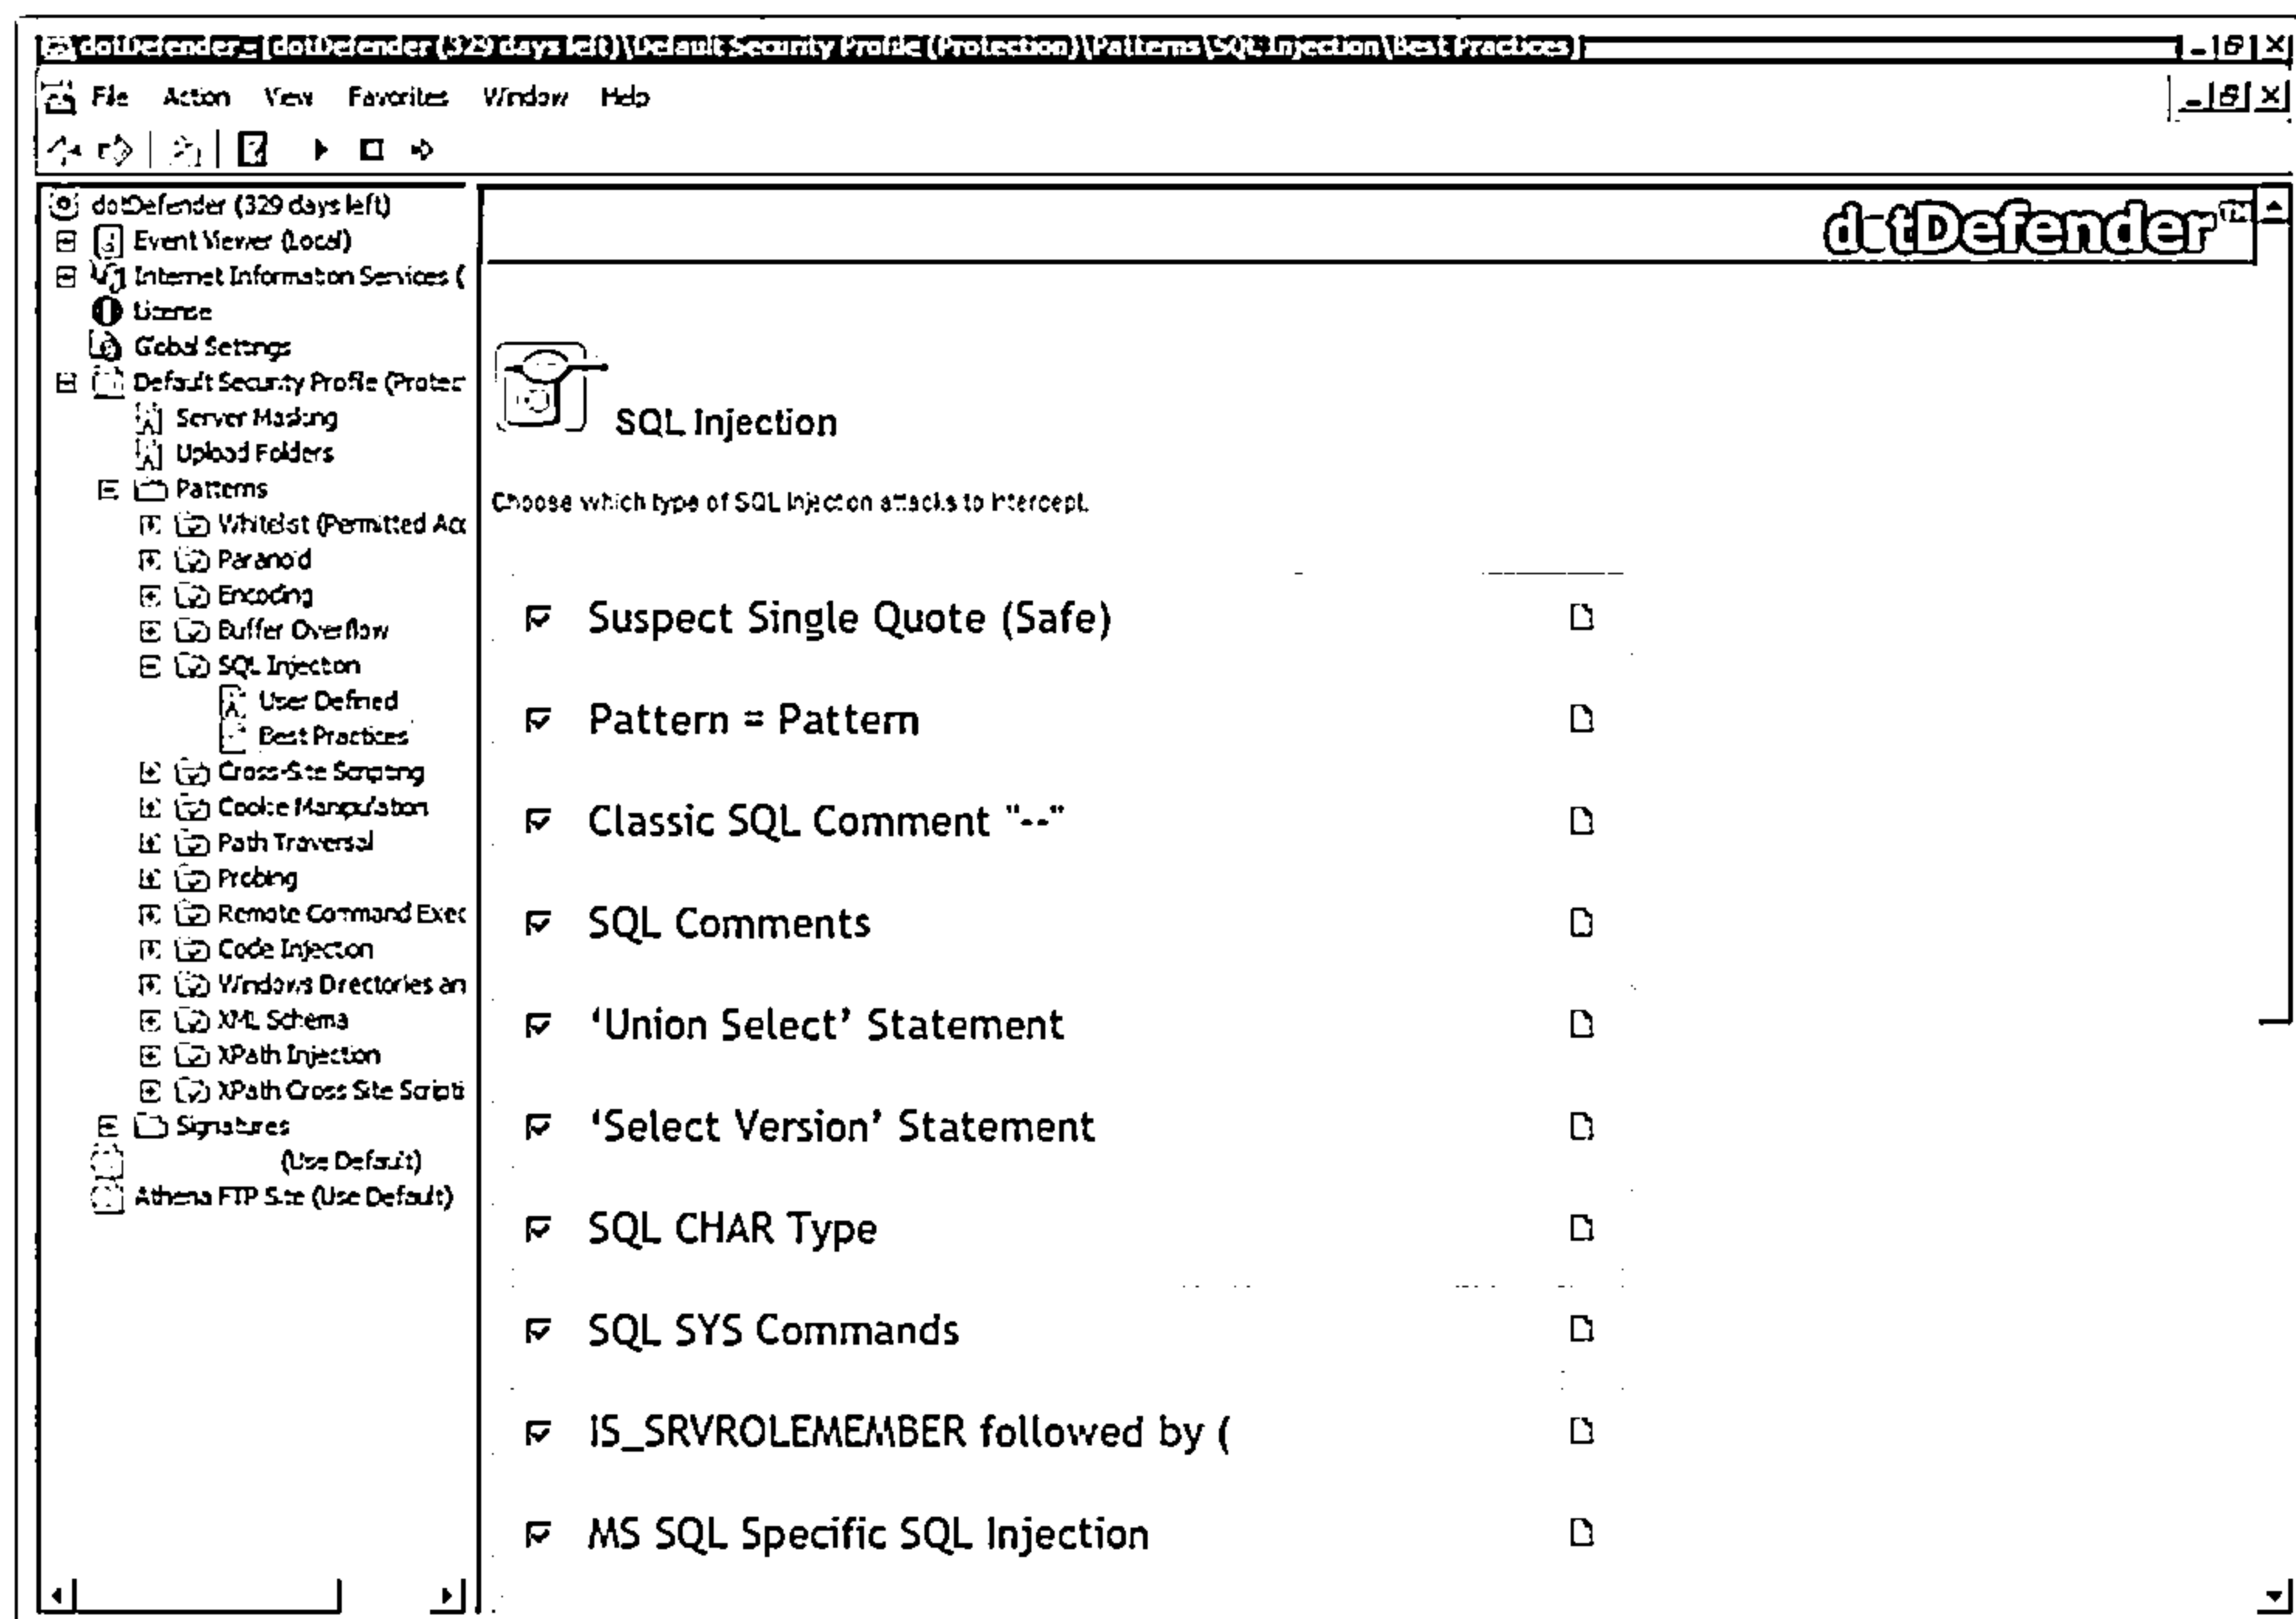 dotDefender - [dotDefender (329 days left)\Default Security Profile (Protection)\Patterns\SQL Injection\Best Practices]
File Action View Favorites Window Help
dotDefender (329 days left)
Event Viewer (Local)
Internet Information Services (
License
Global Settings
Default Security Profile (Protect
Server Masking
Upload Folders
Patterns
Whitelist (Permitted Acc
Paranoid
Encoding
Buffer Overflow
SQL Injection
User Defined
Best Practices
Cross-Site Scripting
Cookie Manipulation
Path Traversal
Probing
Remote Command Exec
Code Injection
Windows Directories an
XML Schema
XPath Injection
XPath Cross Site Scripti
Signatures
(Use Default)
Athena FTP Site (Use Default)
dotDefender™
SQL Injection
Choose which type of SQL Injection attacks to intercept.
Suspect Single Quote (Safe)
Pattern = Pattern
Classic SQL Comment "--"
SQL Comments
‘Union Select’ Statement
‘Select Version’ Statement
SQL CHAR Type
SQL SYS Commands
IS_SRVROLEMEMBER followed by (
MS SQL Specific SQL Injection